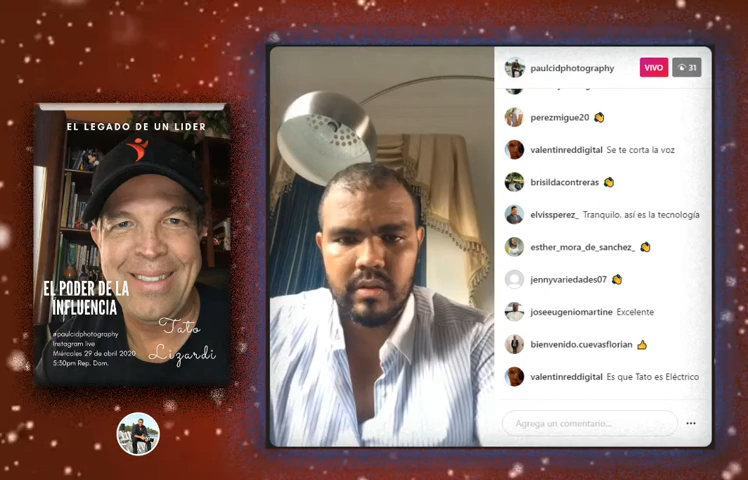 EL LEGADO DE UN LIDER
EL PODER DE LA
INFLUENCIA
#paulcidphotography
Instagram live
Miércoles 29 de abril 2020
5:30pm Rep. Dom.
Tato
Lizardi
paulcidphotography VIVO 31
perezmigue20 👏
valentinreddigital Se te corta la voz
brisildacontreras 👏
elvissperez_ Tranquilo. así es la tecnología
esther_mora_de_sanchez_ 👏
jennyvariedades07 👏
joseeugeniomartine Excelente
bienvenido.cuevasflorian 👍
valentinreddigital Es que Tato es Eléctrico
Agrega un comentario...